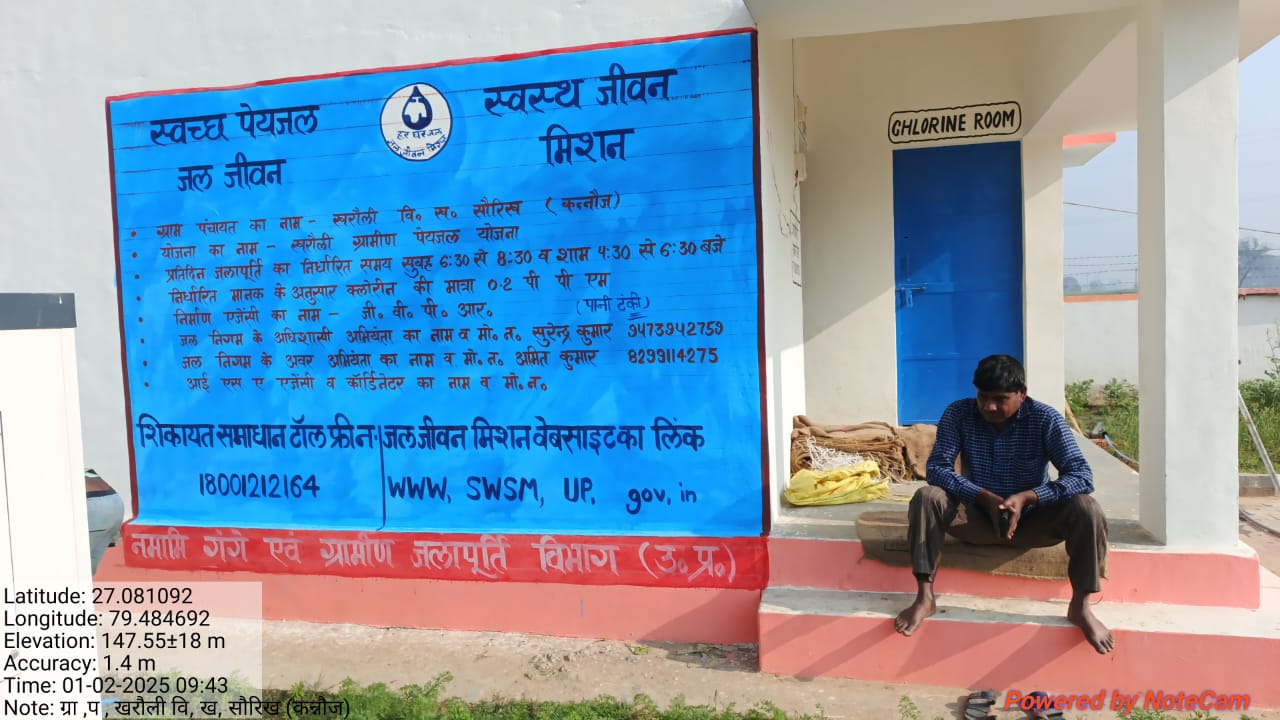 स्वच्छ पेयजल
जल जीवन
हर घर जल
जल जीवन मिशन
स्वस्थ जीवन
मिशन
CHLORINE ROOM
• ग्राम पंचायत का नाम - खरौली वि० ख० सौरिख (कन्नौज)
• योजना का नाम - खरौली ग्रामीण पेयजल योजना
• प्रतिदिन जलापूर्ति का निर्धारित समय सुबह 6:30 से 8:30 व शाम 4:30 से 6:30 बजे
• निर्धारित मानक के अनुसार क्लोरीन की मात्रा 0.2 पी पी एम
• निर्माण एजेंसी का नाम - जी. वी. पी. आर. (पानी टंकी)
• जल निगम के अधिशासी अभियंता का नाम व मो० न० सुरेन्द्र कुमार 9473942759
• जल निगम के अवर अभियंता का नाम व मो० न० अमित कुमार 8299114275
• आई एस ए एजेंसी व कॉर्डिनेटर का नाम व मो० न०
शिकायत समाधान टॉल फ्री न०
18001212164
जल जीवन मिशन वेबसाइट का लिंक
WWW, SWSM, UP, gov, in
नमामि गंगे एवं ग्रामीण जलापूर्ति विभाग (उ० प्र०)
Latitude: 27.081092
Longitude: 79.484692
Elevation: 147.55±18 m
Accuracy: 1.4 m
Time: 01-02-2025 09:43
Note: ग्रा ,प , खरौली वि, ख, सौरिख (कन्नौज)
Powered by NoteCam